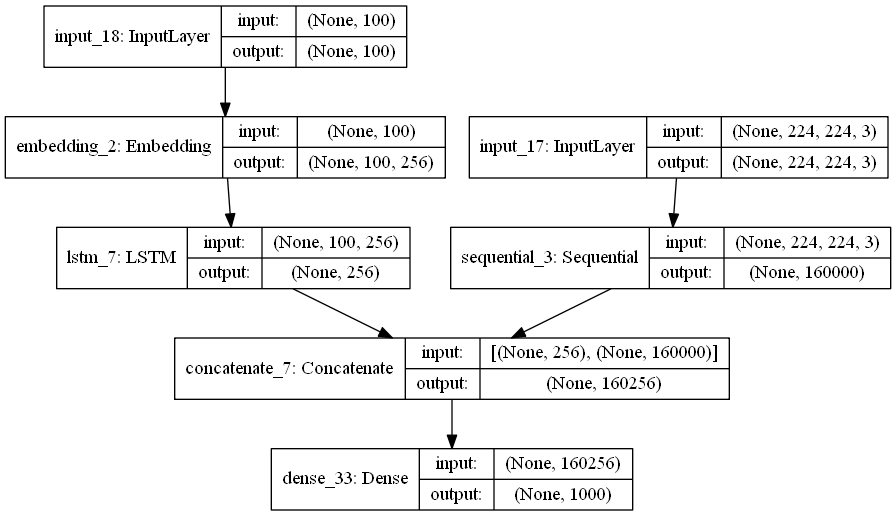 input_18: InputLayer
input: (None, 100)
output: (None, 100)
embedding_2: Embedding
input: (None, 100)
output: (None, 100, 256)
input_17: InputLayer
input: (None, 224, 224, 3)
output: (None, 224, 224, 3)
lstm_7: LSTM
input: (None, 100, 256)
output: (None, 256)
sequential_3: Sequential
input: (None, 224, 224, 3)
output: (None, 160000)
concatenate_7: Concatenate
input: [(None, 256), (None, 160000)]
output: (None, 160256)
dense_33: Dense
input: (None, 160256)
output: (None, 1000)